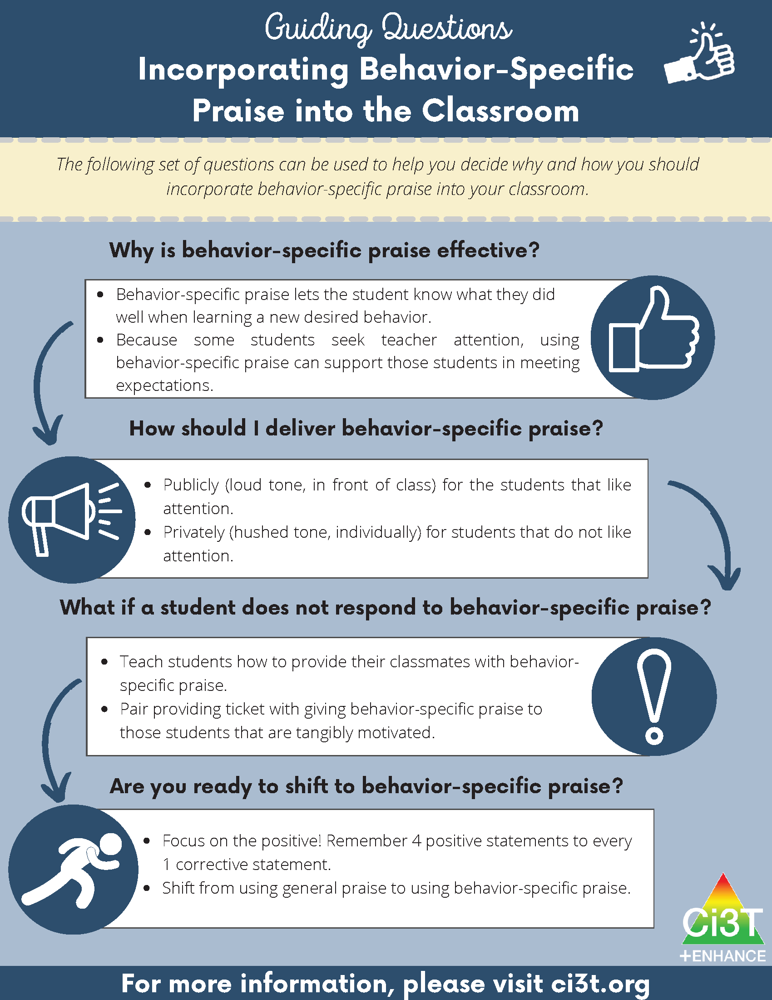 Guiding Questions
Incorporating Behavior-Specific
Praise into the Classroom
The following set of questions can be used to help you decide why and how you should
incorporate behavior-specific praise into your classroom.
Why is behavior-specific praise effective?
• Behavior-specific praise lets the student know what they did
well when learning a new desired behavior.
• Because some students seek teacher attention, using
behavior-specific praise can support those students in meeting
expectations.
How should I deliver behavior-specific praise?
• Publicly (loud tone, in front of class) for the students that like
attention.
• Privately (hushed tone, individually) for students that do not like
attention.
What if a student does not respond to behavior-specific praise?
• Teach students how to provide their classmates with behavior-
specific praise.
• Pair providing ticket with giving behavior-specific praise to
those students that are tangibly motivated.
Are you ready to shift to behavior-specific praise?
• Focus on the positive! Remember 4 positive statements to every
1 corrective statement.
• Shift from using general praise to using behavior-specific praise.
Ci3T
+ENHANCE
For more information, please visit ci3t.org